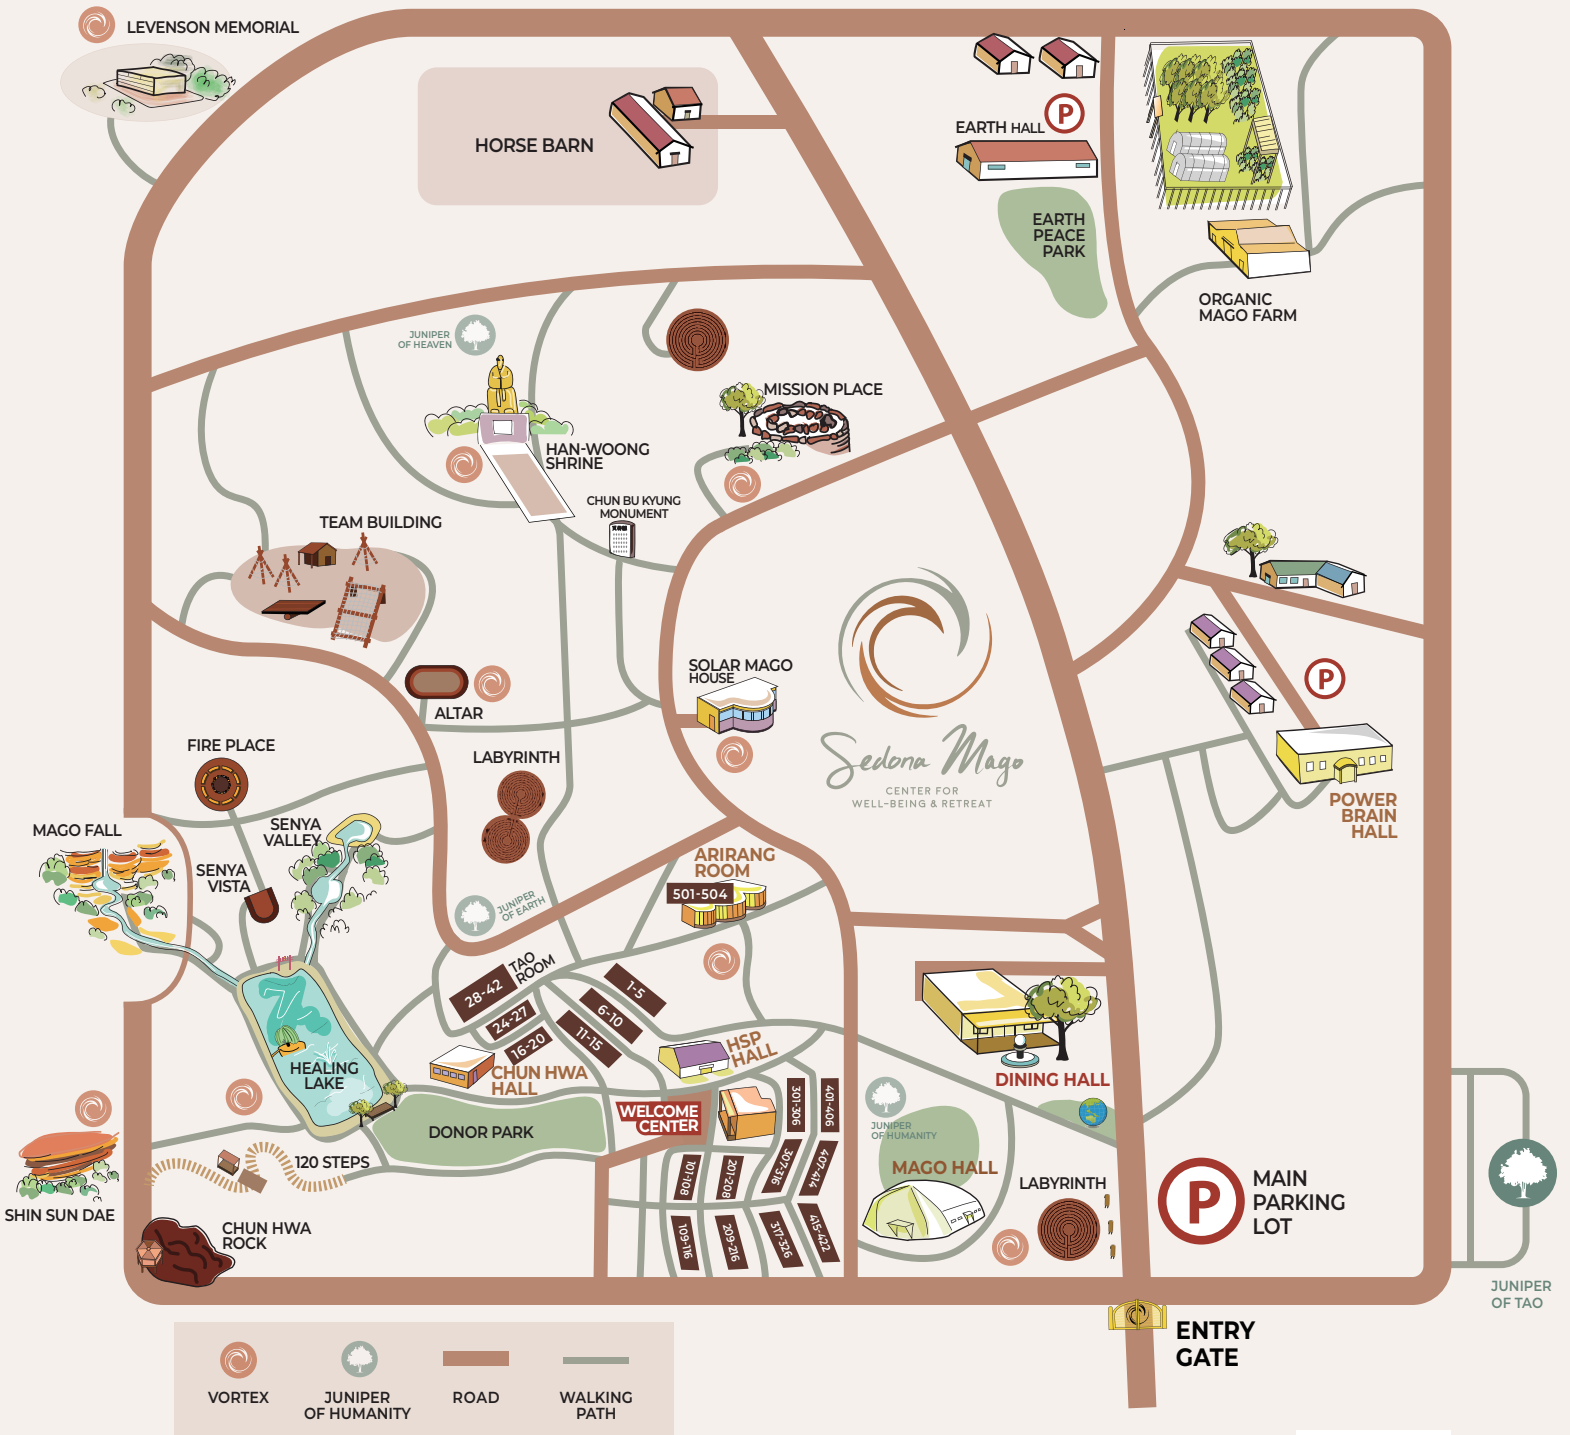 LEVENSON MEMORIAL
HORSE BARN
EARTH HALL
P
EARTH
PEACE
PARK
ORGANIC
MAGO FARM
JUNIPER
OF HEAVEN
MISSION PLACE
HAN-WOONG
SHRINE
CHUN BU KYUNG
MONUMENT
TEAM BUILDING
SOLAR MAGO
HOUSE
ALTAR
P
FIRE PLACE
LABYRINTH
Sedona Mago
CENTER FOR
WELL-BEING & RETREAT
POWER
BRAIN
HALL
MAGO FALL
SENYA
VALLEY
SENYA
VISTA
ARIRANG
ROOM
501-504
JUNIPER
OF EARTH
TAO
ROOM
28-42
24-27
16-20
1-5
6-10
11-15
HSP
HALL
CHUN HWA
HALL
HEALING
LAKE
DINING HALL
WELCOME
CENTER
301-306
401-406
DONOR PARK
JUNIPER
OF HUMANITY
MAGO HALL
307-316
407-414
101-108
201-208
109-116
209-216
317-326
415-422
120 STEPS
SHIN SUN DAE
CHUN HWA
ROCK
LABYRINTH
P
MAIN
PARKING
LOT
JUNIPER
OF TAO
ENTRY
GATE
VORTEX
JUNIPER
OF HUMANITY
ROAD
WALKING
PATH